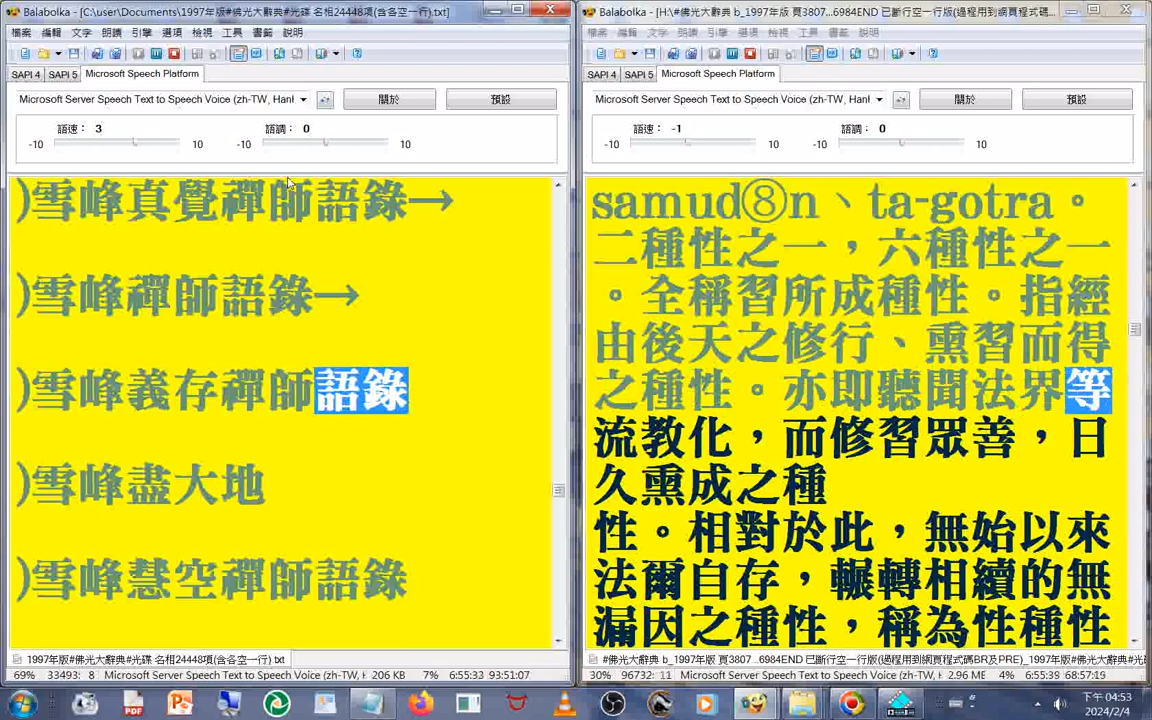 Balabolka - [C:\user\Documents\1997年版#佛光大辭典#光碟 名相24448項(含各空一行).txt]
檔案 編輯 文字 朗讀 引擎 選項 檢視 工具 書籤 說明
SAPI 4 SAPI 5 Microsoft Speech Platform
Microsoft Server Speech Text to Speech Voice (zh-TW, Hanl
關於 預設
語速： 3 語調： 0
-10 10 -10 10
)雪峰真覺禪師語錄→
)雪峰禪師語錄→
)雪峰義存禪師語錄
)雪峰盡大地
)雪峰慧空禪師語錄
1997年版#佛光大辭典#光碟 名相24448項(含各空一行).txt
69% 33493: 8 Microsoft Server Speech Text to Speech Voice (zh-TW, H 206 KB 7% 6:55:33 93:51:07
Balabolka - [H:\#佛光大辭典 b_1997年版 頁3807...6984END 已斷行空一行版(過程用到網頁程式碼
檔案 編輯 文字 朗讀 引擎 選項 檢視 工具 書籤 說明
SAPI 4 SAPI 5 Microsoft Speech Platform
Microsoft Server Speech Text to Speech Voice (zh-TW, Hanl
關於 預設
語速： -1 語調： 0
-10 10 -10 10
samud⑧n、ta-gotra。
二種性之一，六種性之一
。全稱習所成種性。指經
由後天之修行、熏習而得
之種性。亦即聽聞法界等
流教化，而修習眾善，日
久熏成之種
性。相對於此，無始以來
法爾自存，輾轉相續的無
漏因之種性，稱為性種性
#佛光大辭典 b_1997年版 頁3807...6984END 已斷行空一行版(過程用到網頁程式碼BR及PRE)_1997年版#佛光大辭典#光
30% 96732: 11 Microsoft Server Speech Text to Speech Voice (zh-TW, H 2.96 ME 4% 6:55:39 68:57:19
下午 04:53
2024/2/4